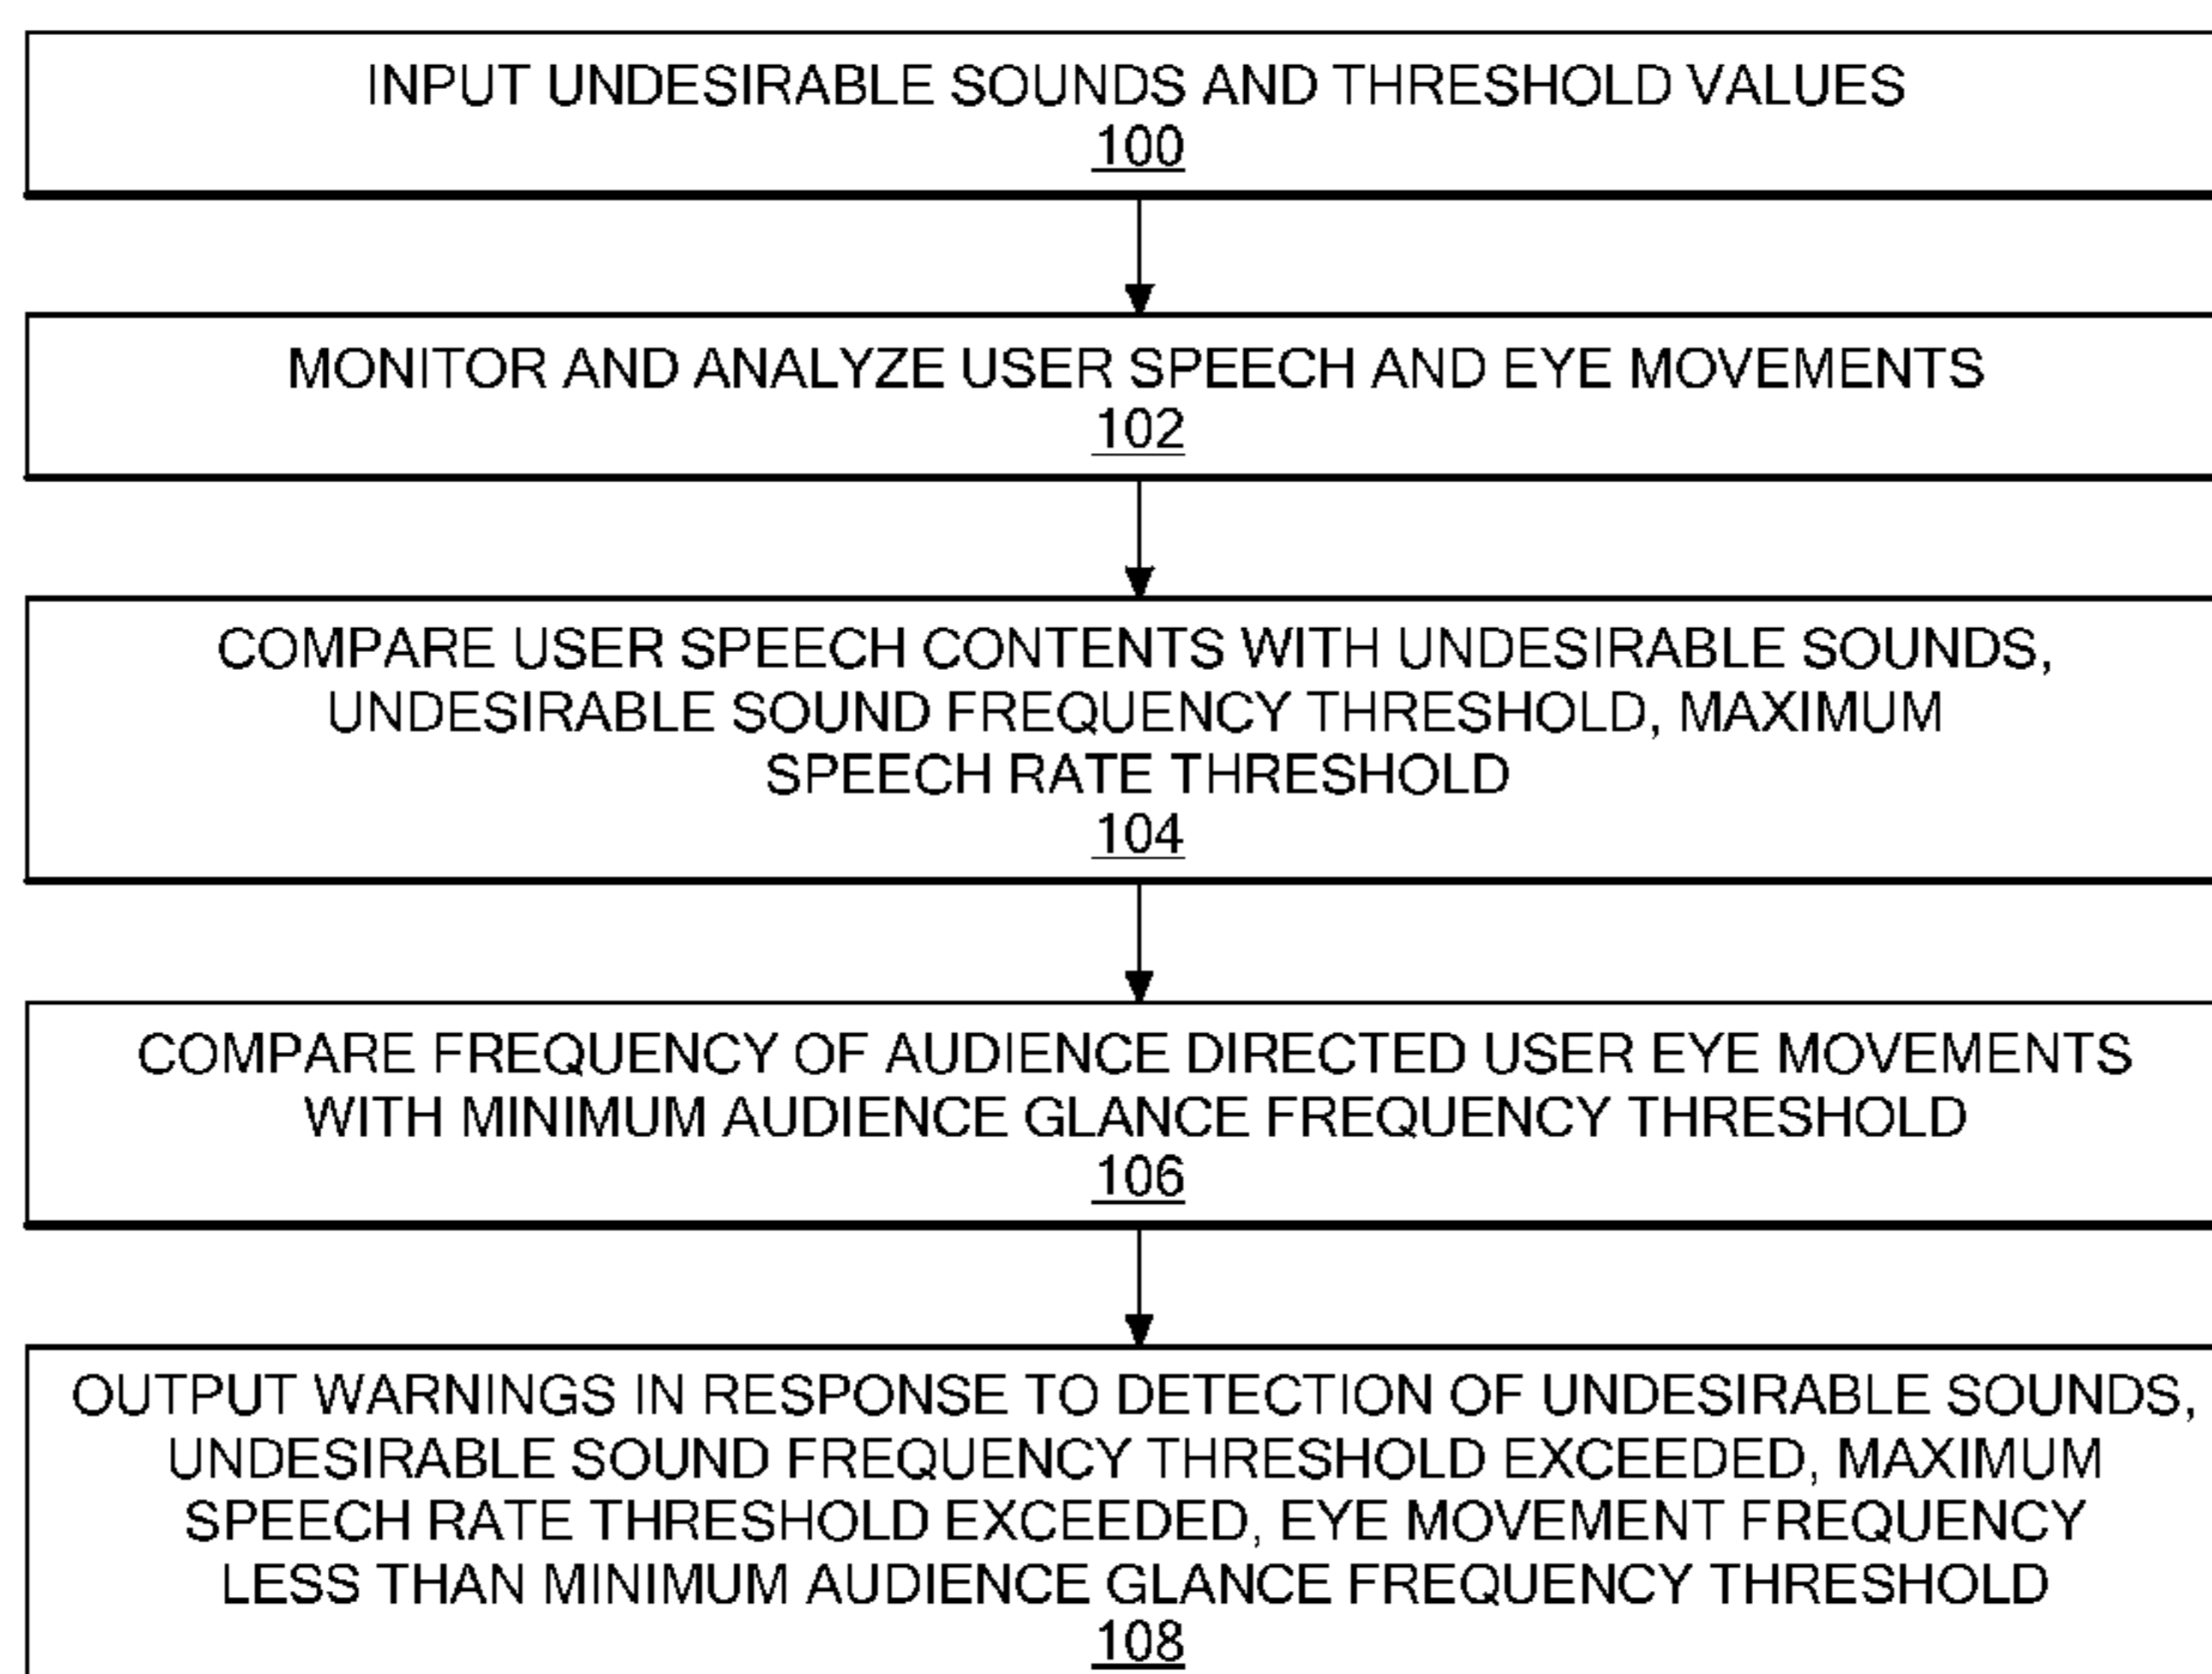 INPUT UNDESIRABLE SOUNDS AND THRESHOLD VALUES
100
MONITOR AND ANALYZE USER SPEECH AND EYE MOVEMENTS
102
COMPARE USER SPEECH CONTENTS WITH UNDESIRABLE SOUNDS,
UNDESIRABLE SOUND FREQUENCY THRESHOLD, MAXIMUM
SPEECH RATE THRESHOLD
104
COMPARE FREQUENCY OF AUDIENCE DIRECTED USER EYE MOVEMENTS
WITH MINIMUM AUDIENCE GLANCE FREQUENCY THRESHOLD
106
OUTPUT WARNINGS IN RESPONSE TO DETECTION OF UNDESIRABLE SOUNDS,
UNDESIRABLE SOUND FREQUENCY THRESHOLD EXCEEDED, MAXIMUM
SPEECH RATE THRESHOLD EXCEEDED, EYE MOVEMENT FREQUENCY
LESS THAN MINIMUM AUDIENCE GLANCE FREQUENCY THRESHOLD
108